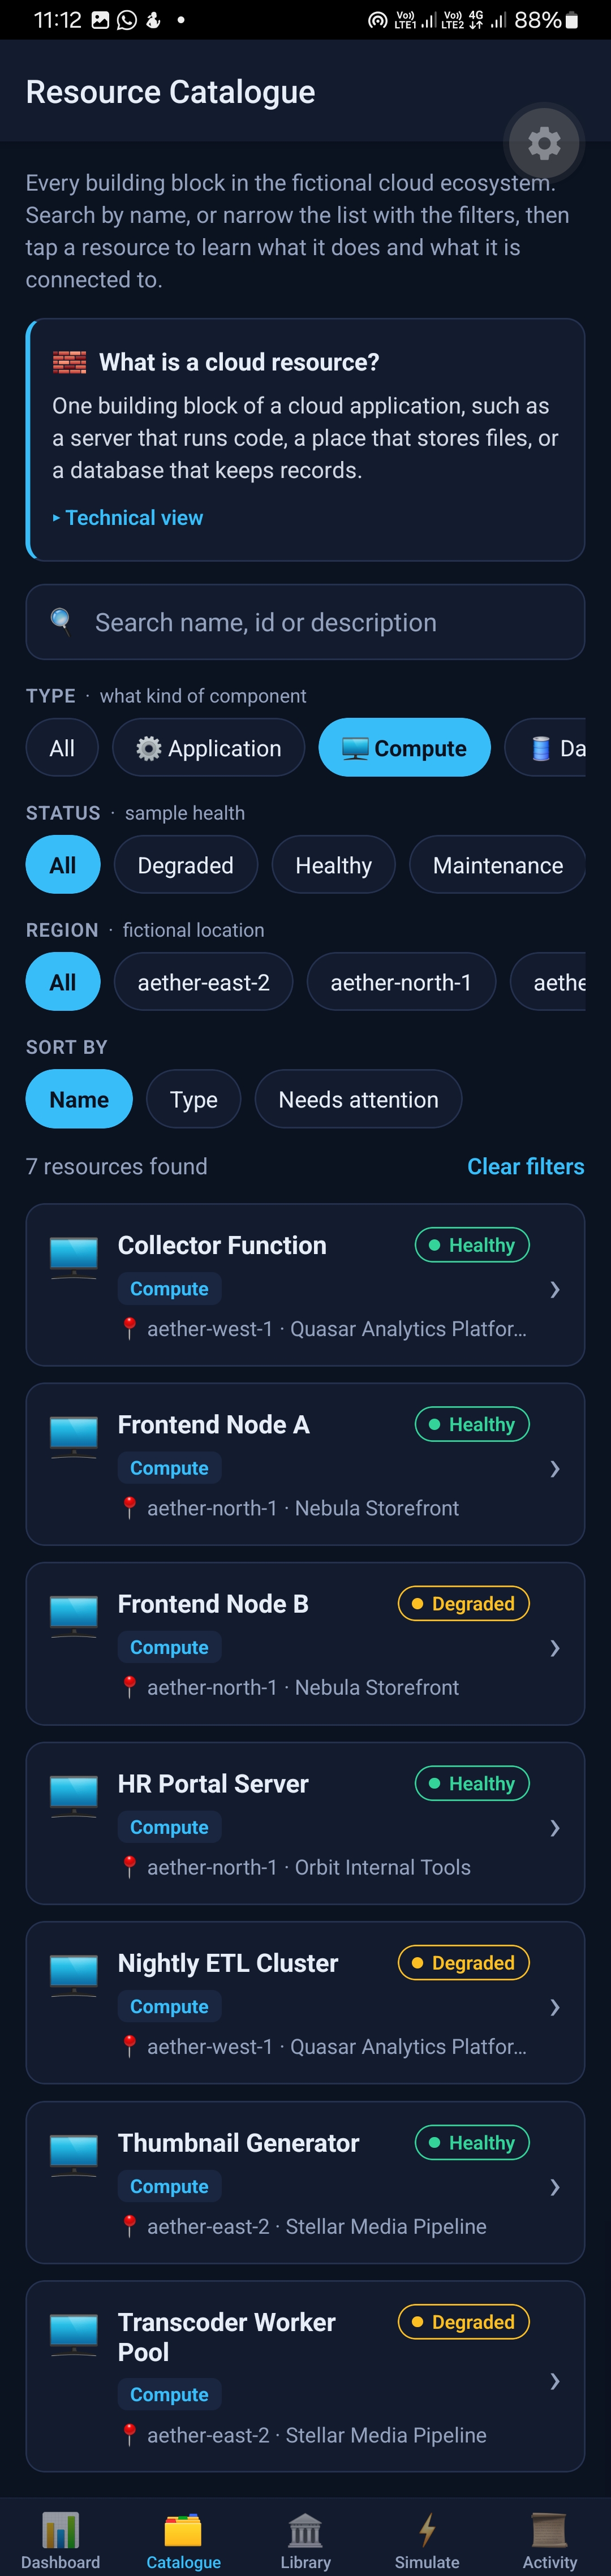 11:12
Vo)) LTE1 Vo)) LTE2 4G 88%
Resource Catalogue
Every building block in the fictional cloud ecosystem.
Search by name, or narrow the list with the filters, then
tap a resource to learn what it does and what it is
connected to.
What is a cloud resource?
One building block of a cloud application, such as
a server that runs code, a place that stores files, or
a database that keeps records.
▸ Technical view
Search name, id or description
TYPE · what kind of component
All Application Compute Da
STATUS · sample health
All Degraded Healthy Maintenance
REGION · fictional location
All aether-east-2 aether-north-1 aethe
SORT BY
Name Type Needs attention
7 resources found Clear filters
Collector Function Healthy
Compute
aether-west-1 · Quasar Analytics Platfor...
Frontend Node A Healthy
Compute
aether-north-1 · Nebula Storefront
Frontend Node B Degraded
Compute
aether-north-1 · Nebula Storefront
HR Portal Server Healthy
Compute
aether-north-1 · Orbit Internal Tools
Nightly ETL Cluster Degraded
Compute
aether-west-1 · Quasar Analytics Platfor...
Thumbnail Generator Healthy
Compute
aether-east-2 · Stellar Media Pipeline
Transcoder Worker Degraded
Pool
Compute
aether-east-2 · Stellar Media Pipeline
Dashboard Catalogue Library Simulate Activity